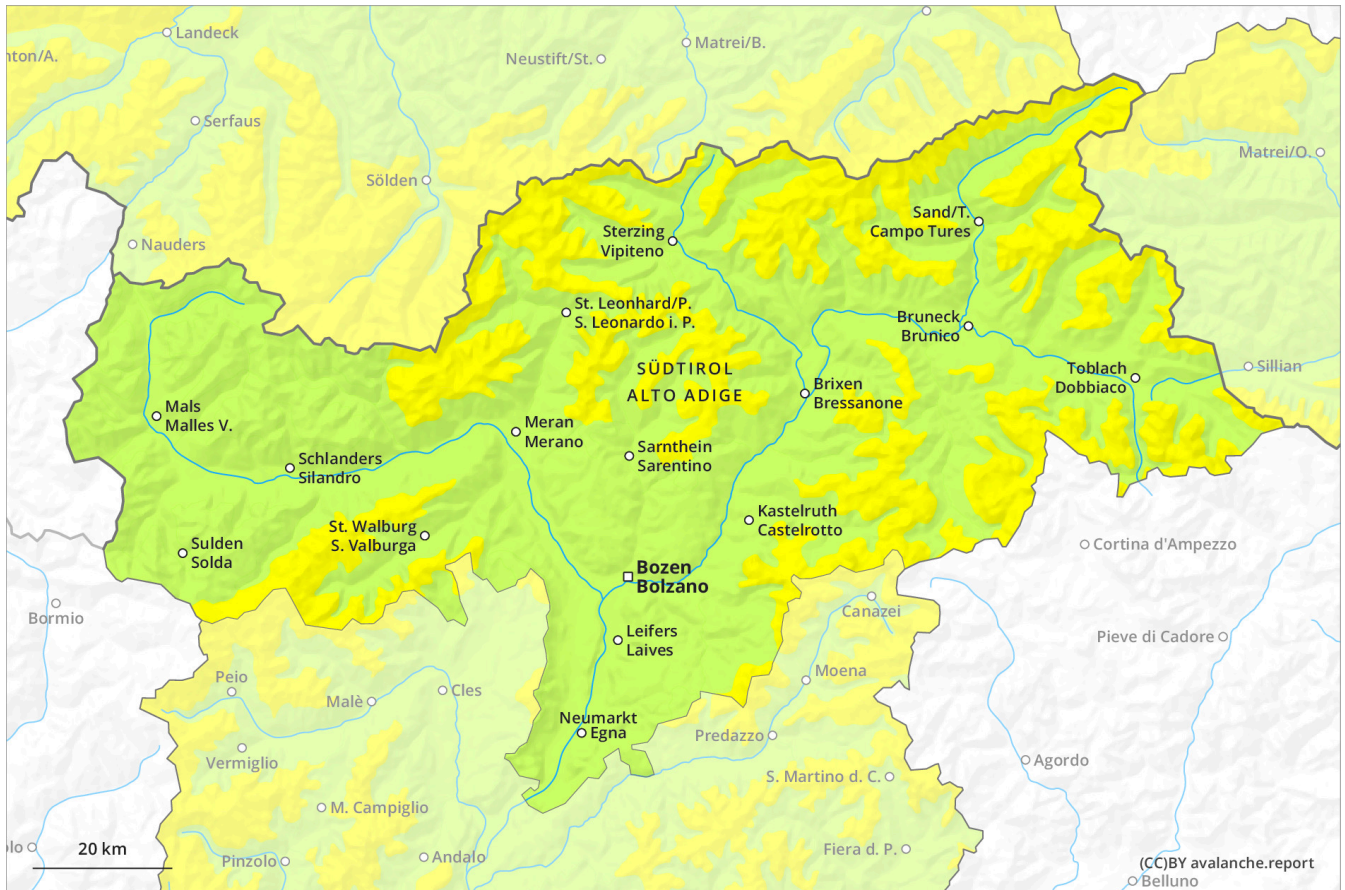 Landeck
nton/A.
Neustift/St.
Matrei/B.
Serfaus
Matrei/O.
Sölden
Nauders
Sand/T.
Campo Tures
Sterzing
Vipiteno
St. Leonhard/P.
S. Leonardo i. P.
Bruneck
Brunico
SÜDTIROL
ALTO ADIGE
Toblach
Dobbiaco
Sillian
Brixen
Bressanone
Mals
Malles V.
Meran
Merano
Schlanders
Silandro
Sarnthein
Sarentino
St. Walburg
S. Valburga
Kastelruth
Castelrotto
Sulden
Solda
Cortina d'Ampezzo
Bozen
Bolzano
Bormio
Canazei
Leifers
Laives
Pieve di Cadore
Peio
Moena
Malè
Cles
Neumarkt
Egna
Predazzo
Vermiglio
Agordo
S. Martino d. C.
M. Campiglio
olo
20 km
Pinzolo
Andalo
Fiera d. P.
(CC)BY avalanche.report
Belluno